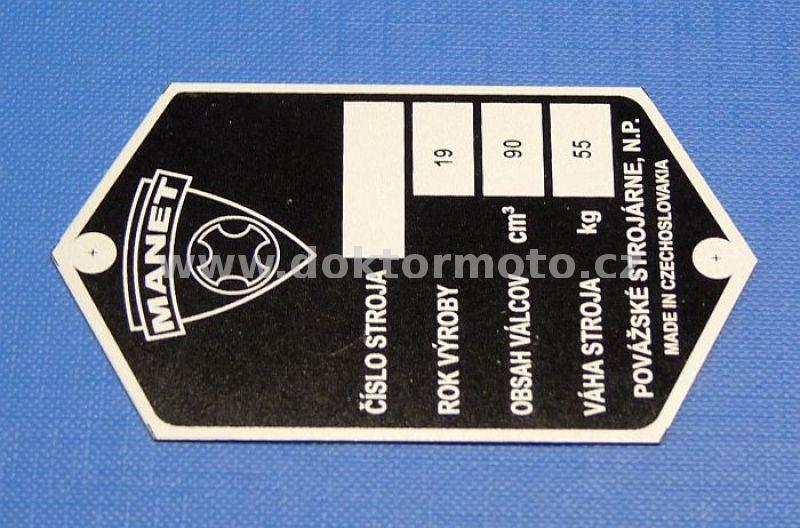 MANET
ČÍSLO STROJA
ROK VÝROBY 19
OBSAH VÁLCOV cm³ 90
VÁHA STROJA kg 55
POVÁŽSKÉ STROJÁRNE, N.P.
MADE IN CZECHOSLOVAKIA
www.doktormoto.cz